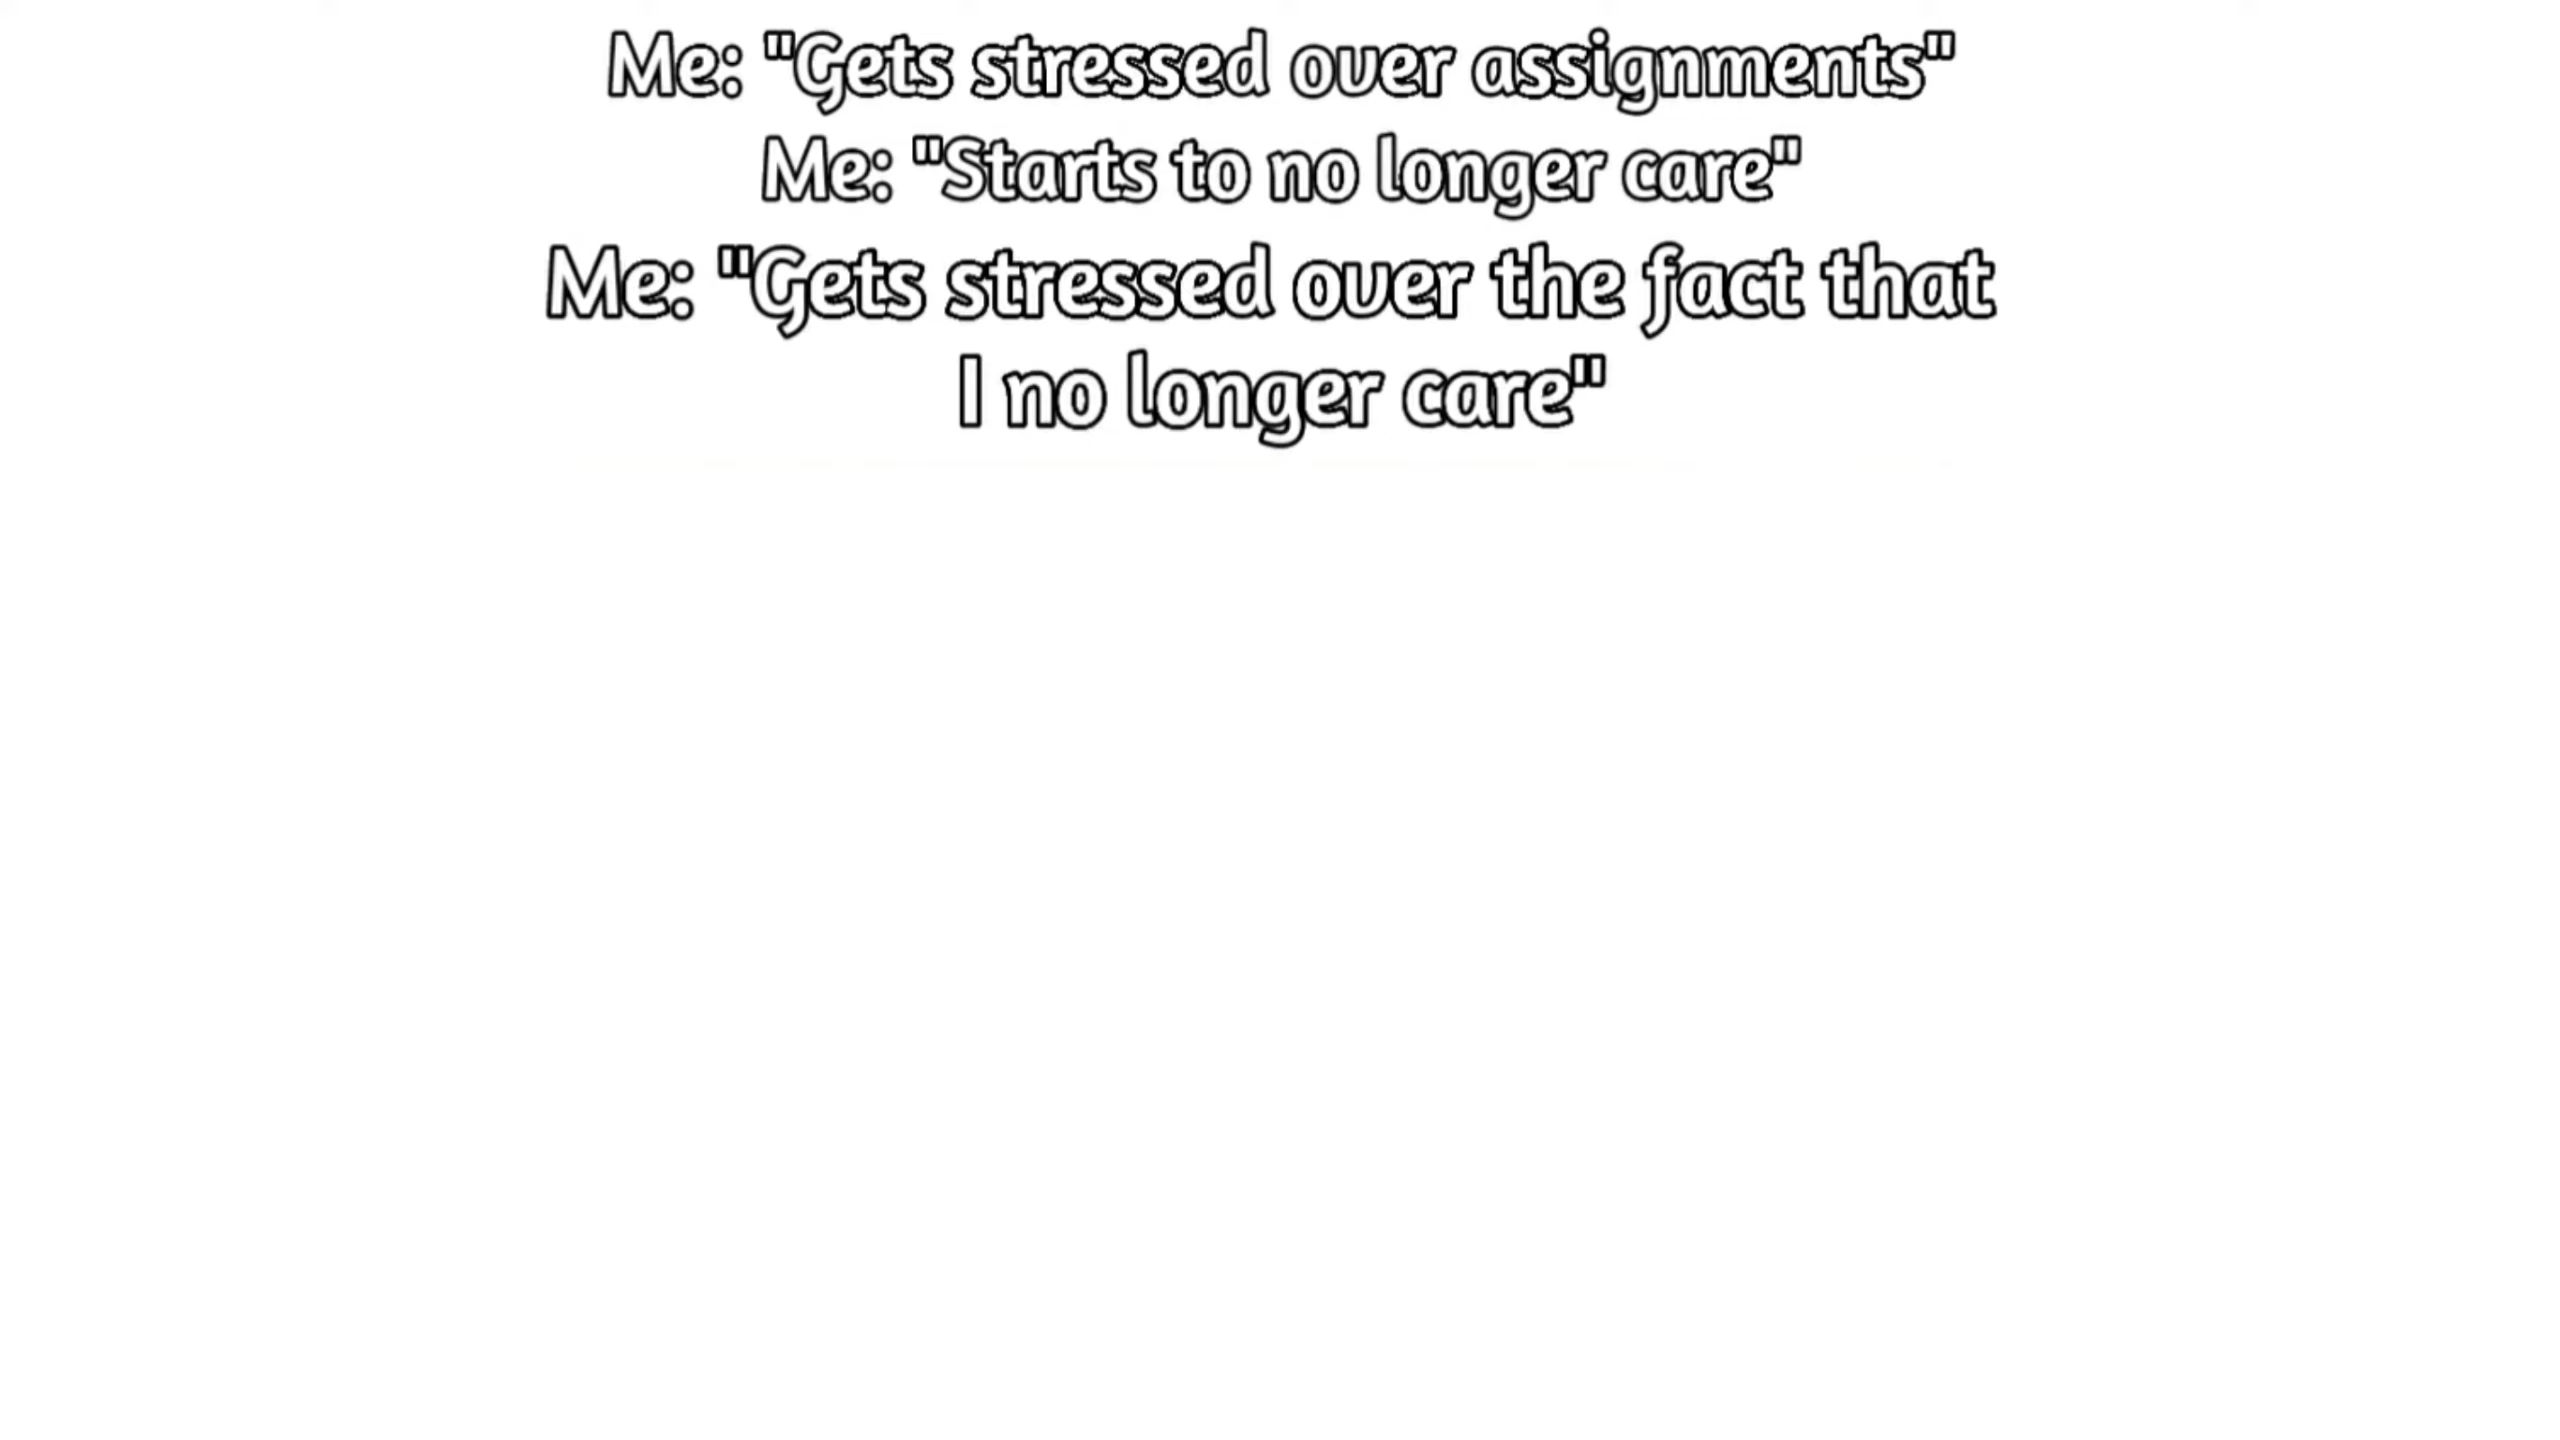 Me: "Gets stressed over assignments"
Me: "Starts to no longer care"
Me: "Gets stressed over the fact that
I no longer care"